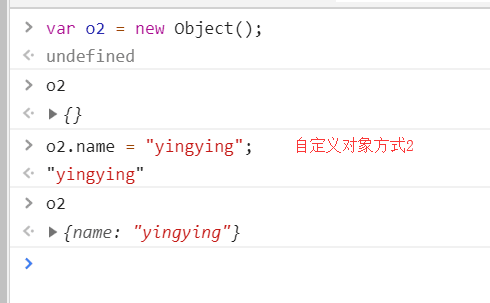 var o2 = new Object();
undefined
o2
{}
o2.name = "yingying"; 自定义对象方式2
"yingying"
o2
{name: "yingying"}